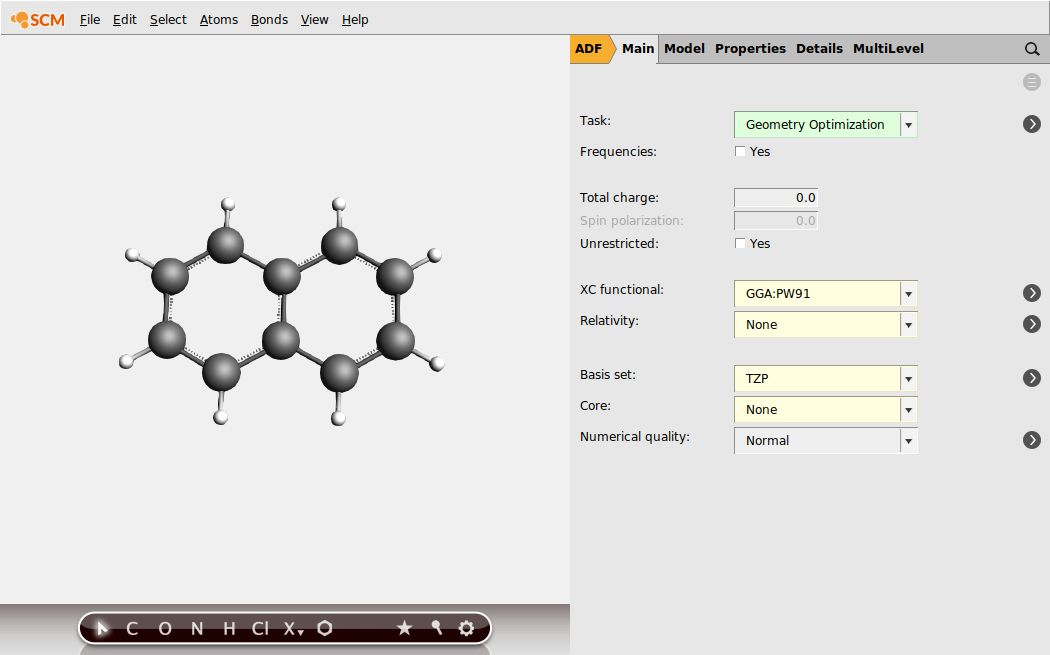 SCM File Edit Select Atoms Bonds View Help
ADF Main Model Properties Details MultiLevel
Task: Geometry Optimization
Frequencies: Yes
Total charge: 0.0
Spin polarization: 0.0
Unrestricted: Yes
XC functional: GGA:PW91
Relativity: None
Basis set: TZP
Core: None
Numerical quality: Normal
C O N H Cl X